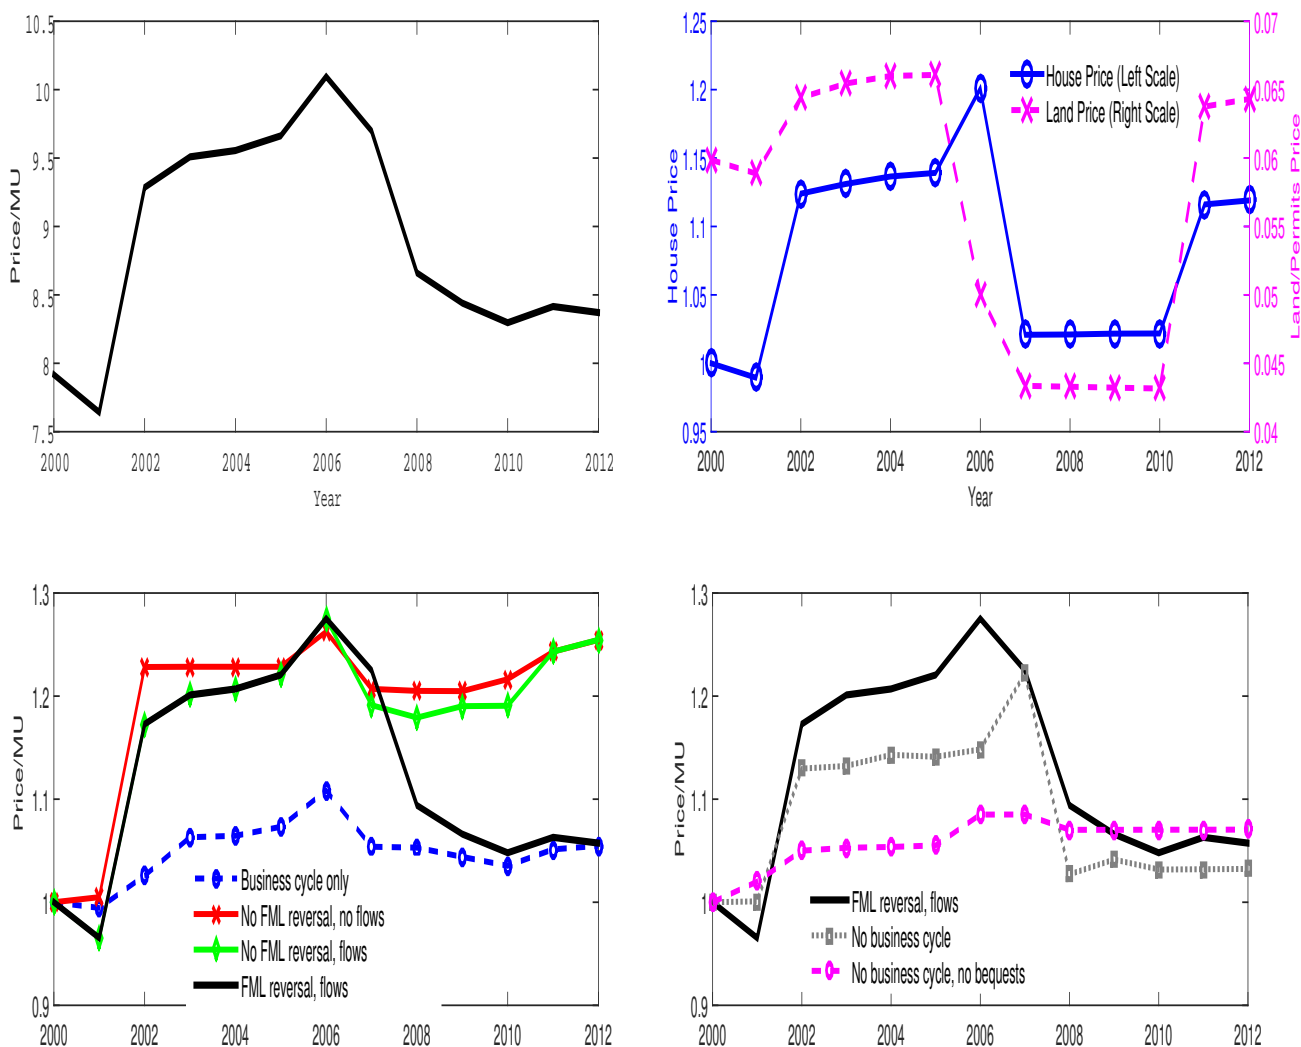 10.5
10
9.5
9
8.5
8
7.5
Price/MU
2000 2002 2004 2006 2008 2010 2012
Year
1.25
1.2
1.15
1.1
1.05
1
0.95
House Price
0.07
0.065
0.06
0.055
0.05
0.045
0.04
Land/Permits Price
House Price (Left Scale)
Land Price (Right Scale)
2000 2002 2004 2006 2008 2010 2012
Year
1.3
1.2
1.1
1
0.9
Price/MU
Business cycle only
No FML reversal, no flows
No FML reversal, flows
FML reversal, flows
2000 2002 2004 2006 2008 2010 2012
1.3
1.2
1.1
1
0.9
Price/MU
FML reversal, flows
No business cycle
No business cycle, no bequests
2000 2002 2004 2006 2008 2010 2012